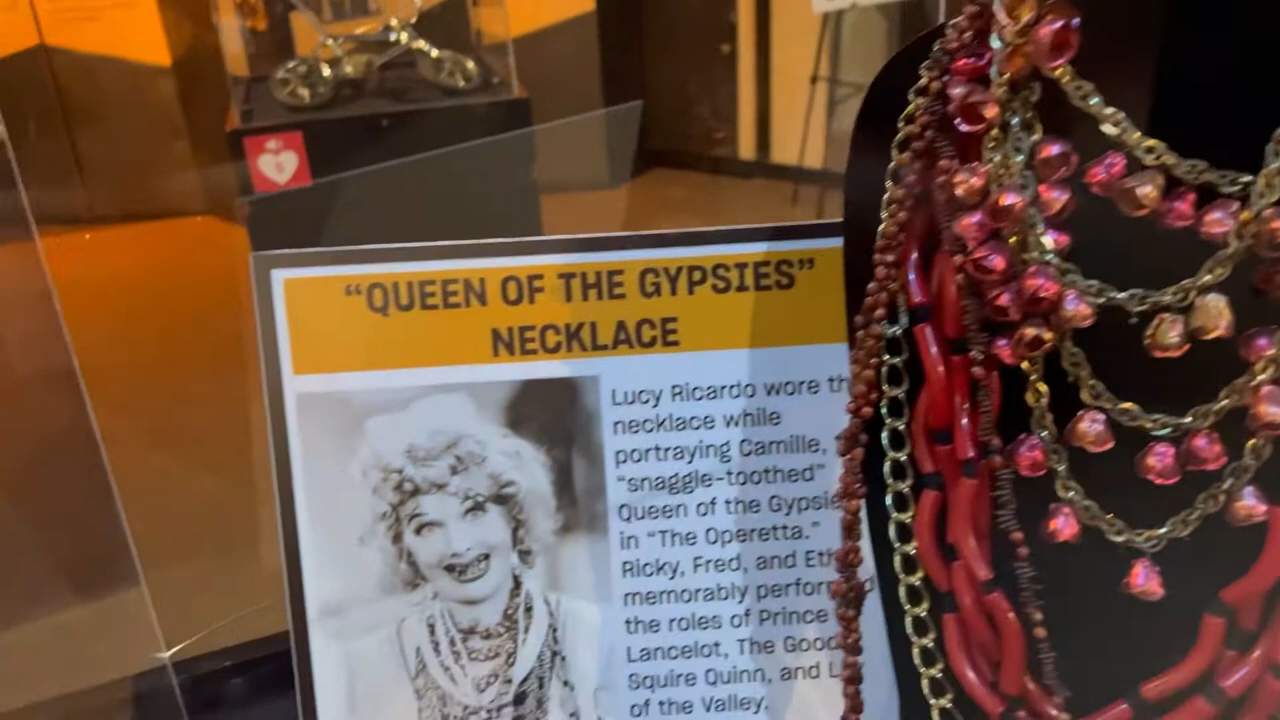 “QUEEN OF THE GYPSIES”
NECKLACE
Lucy Ricardo wore
necklace while
portraying Camille,
“snaggle-toothed”
Queen of the
in “The Operetta.”
Ricky, Fred, and
memorably
the roles of Prince
Lancelot, The Good
Squire Quinn, and
of the Valley.